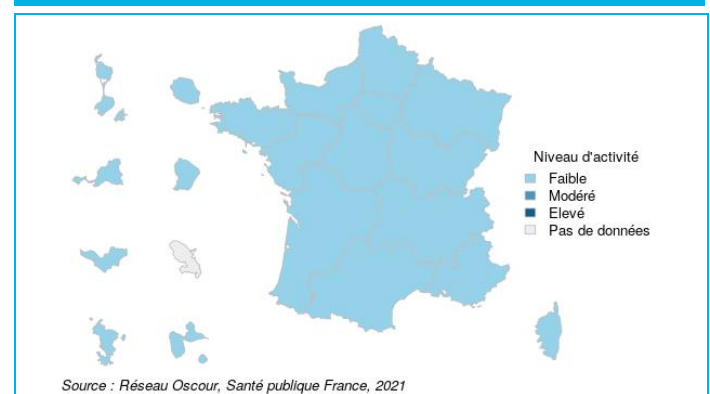 Niveau d'activité
Faible
Modéré
Elevé
Pas de données
Source : Réseau Oscour, Santé publique France, 2021